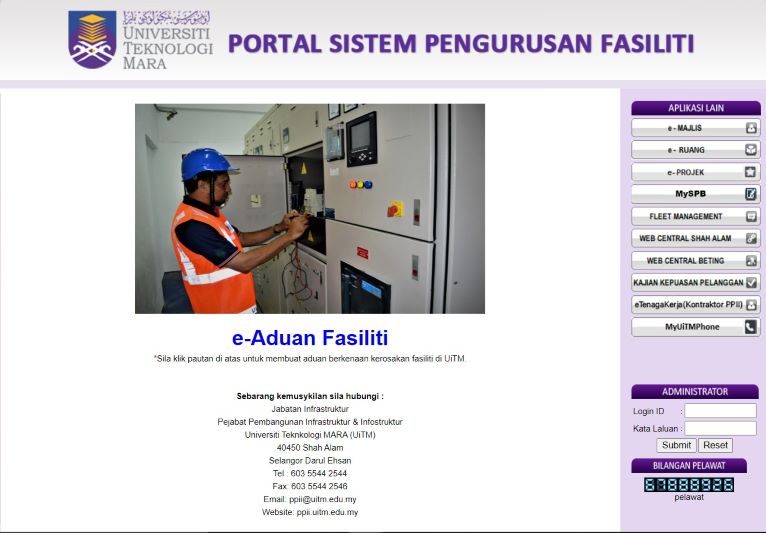 UNIVERSITI
TEKNOLOGI
MARA
PORTAL SISTEM PENGURUSAN FASILITI
e-Aduan Fasiliti
*Sila klik pautan di atas untuk membuat aduan berkenaan kerosakan fasiliti di UiTM.
Sebarang kemusykilan sila hubungi :
Jabatan Infrastruktur
Pejabat Pembangunan Infrastruktur & Infostruktur
Universiti Teknkologi MARA (UiTM)
40450 Shah Alam
Selangor Darul Ehsan
Tel : 603 5544 2544
Fax: 603 5544 2546
Email: ppii@uitm.edu.my
Website: ppii.uitm.edu.my
APLIKASI LAIN
e - MAJLIS
e - RUANG
e- PROJEK
MySPB
FLEET MANAGEMENT
WEB CENTRAL SHAH ALAM
WEB CENTRAL BETING
KAJIAN KEPUASAN PELANGGAN
eTenagaKerja(Kontraktor PPII)
MyUiTMPhone
ADMINISTRATOR
Login ID :
Kata Laluan :
Submit Reset
BILANGAN PELAWAT
pelawat